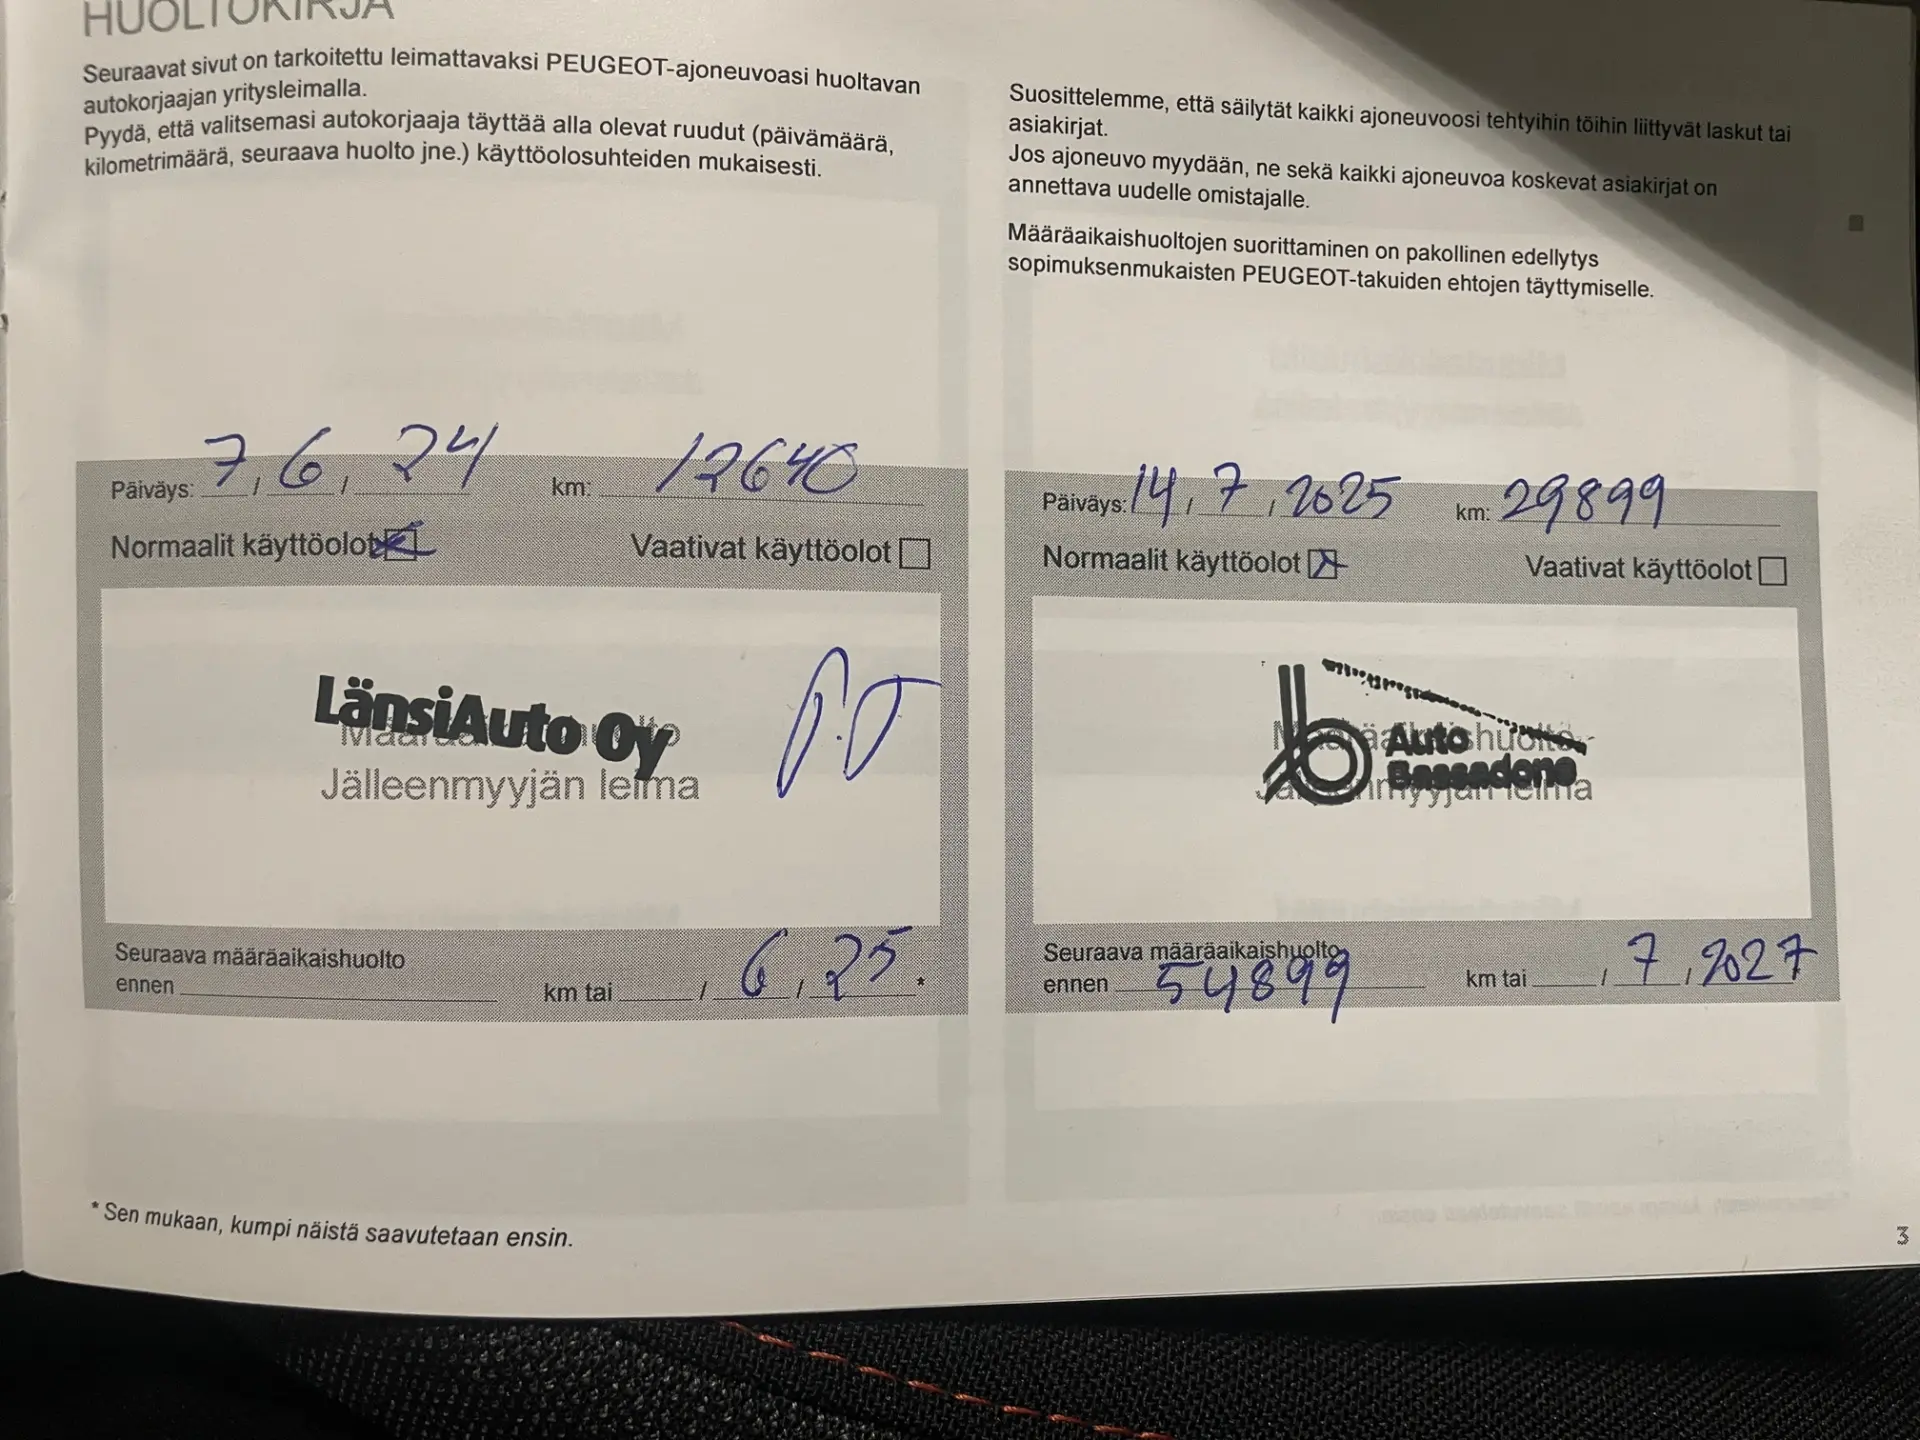 HUOLTOKIRJA
Seuraavat sivut on tarkoitettu leimattavaksi PEUGEOT-ajoneuvoasi huoltavan
autokorjaajan yritysleimalla.
Pyydä, että valitsemasi autokorjaaja täyttää alla olevat ruudut (päivämäärä,
kilometrimäärä, seuraava huolto jne.) käyttöolosuhteiden mukaisesti.
Päiväys: 7 / 6 / 24 km: 12640
Normaalit käyttöolot Vaativat käyttöolot
LänsiAuto Oy
Määräaikaishuolto
Jälleenmyyjän leima
Seuraava määräaikaishuolto
ennen km tai / 6 / 25 *
* Sen mukaan, kumpi näistä saavutetaan ensin.
Suosittelemme, että säilytät kaikki ajoneuvoosi tehtyihin töihin liittyvät laskut tai
asiakirjat.
Jos ajoneuvo myydään, ne sekä kaikki ajoneuvoa koskevat asiakirjat on
annettava uudelle omistajalle.
Määräaikaishuoltojen suorittaminen on pakollinen edellytys
sopimuksenmukaisten PEUGEOT-takuiden ehtojen täyttymiselle.
Päiväys: 14 / 7 / 2025 km: 29899
Normaalit käyttöolot Vaativat käyttöolot
Auto
Bassadone
Määräaikaishuolto
Jälleenmyyjän leima
Seuraava määräaikaishuolto
ennen 54899 km tai / 7 / 2027
3